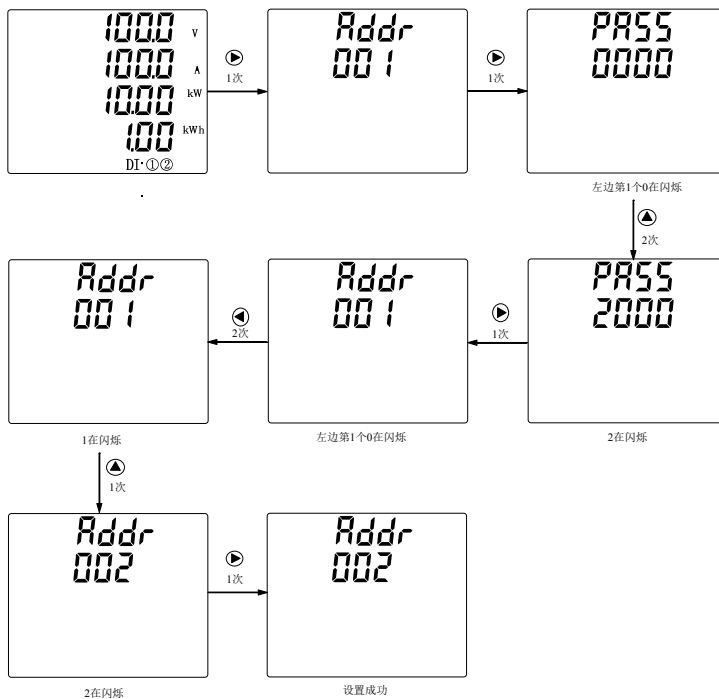 100.0 V
100.0 A
10.00 kW
1.00 kWh
DI·①②
1次
Addr
001
1次
PASS
0000
左边第1个0在闪烁
2次
PASS
2000
2在闪烁
1次
Addr
001
左边第1个0在闪烁
2次
Addr
001
1在闪烁
1次
Addr
002
2在闪烁
1次
Addr
002
设置成功